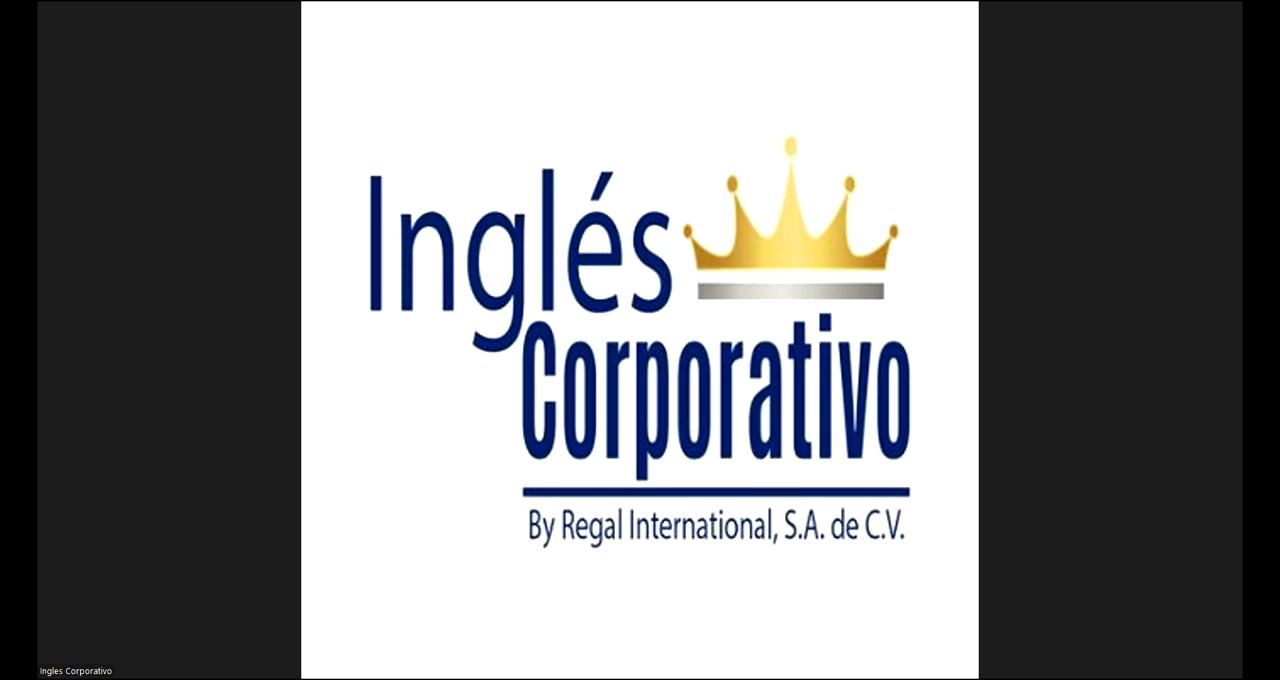 Inglés
Corporativo
By Regal International, S.A. de C.V.
Ingles Corporativo